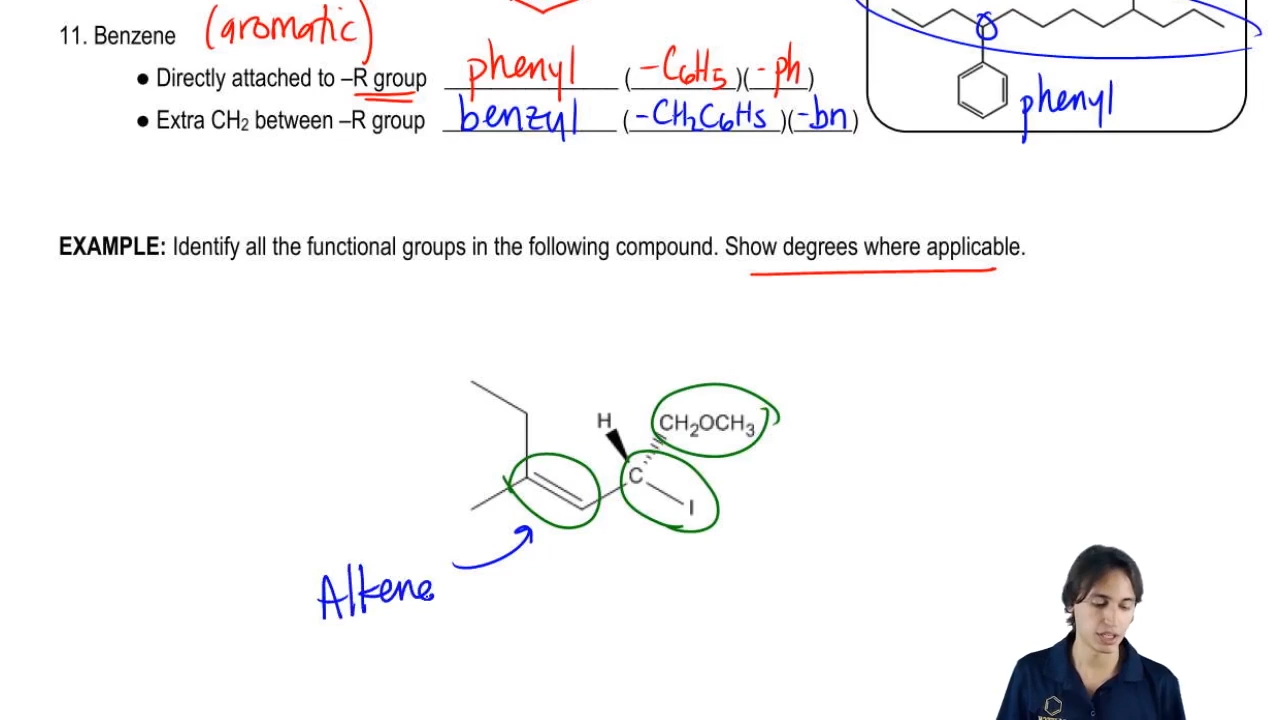 11. Benzene (aromatic)
● Directly attached to –R group phenyl (-C6H5)(-ph)
● Extra CH2 between –R group benzyl (-CH2C6H5)(-bn)
phenyl
EXAMPLE: Identify all the functional groups in the following compound. Show degrees where applicable.
H
CH2OCH3
C
I
Alkene